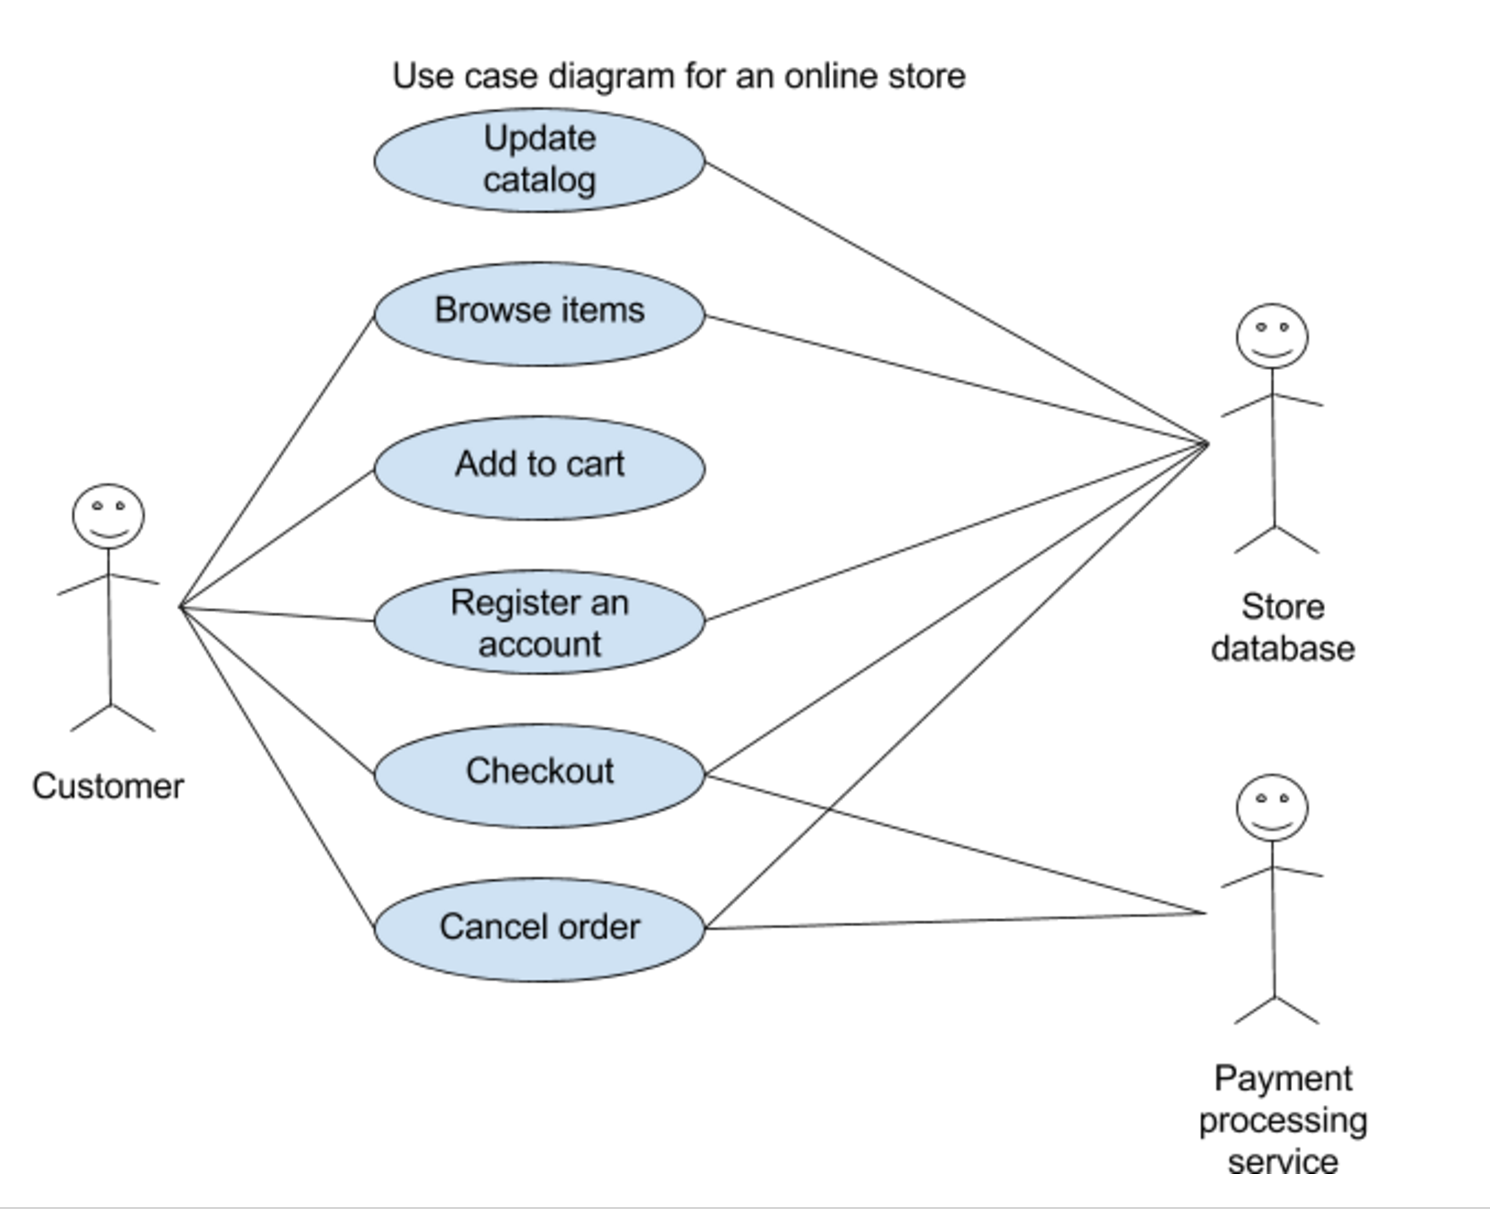 Use case diagram for an online store
Update
catalog
Browse items
Add to cart
Register an
account
Checkout
Cancel order
Customer
Store
database
Payment
processing
service